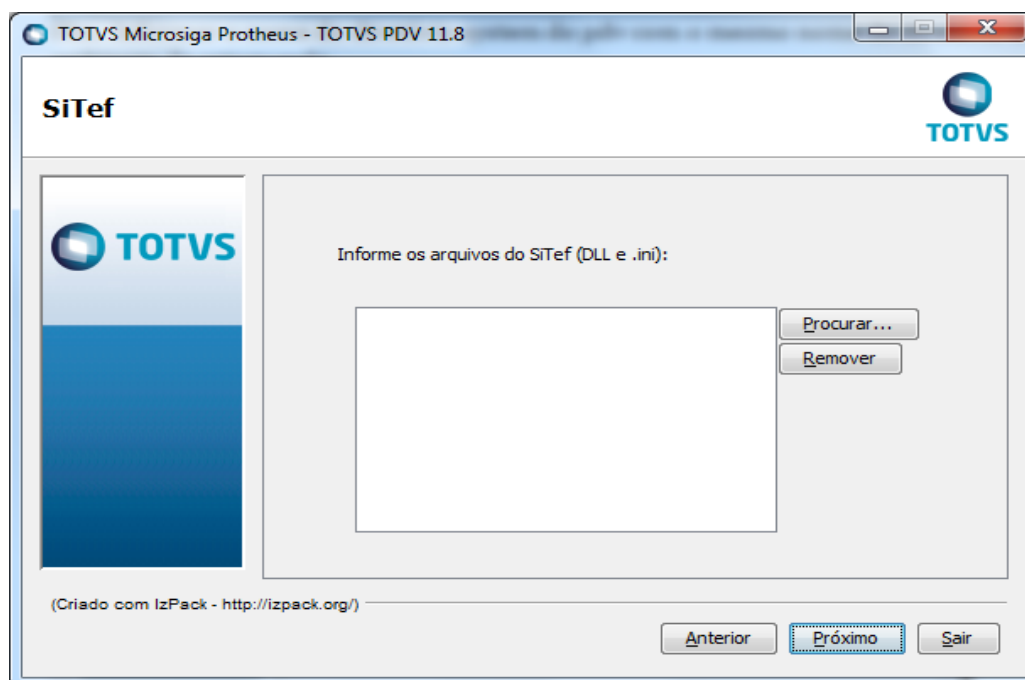 TOTVS Microsiga Protheus - TOTVS PDV 11.8
SiTef
TOTVS
TOTVS
Informe os arquivos do SiTef (DLL e .ini):
Procurar...
Remover
(Criado com IzPack - http://izpack.org/)
Anterior
Próximo
Sair